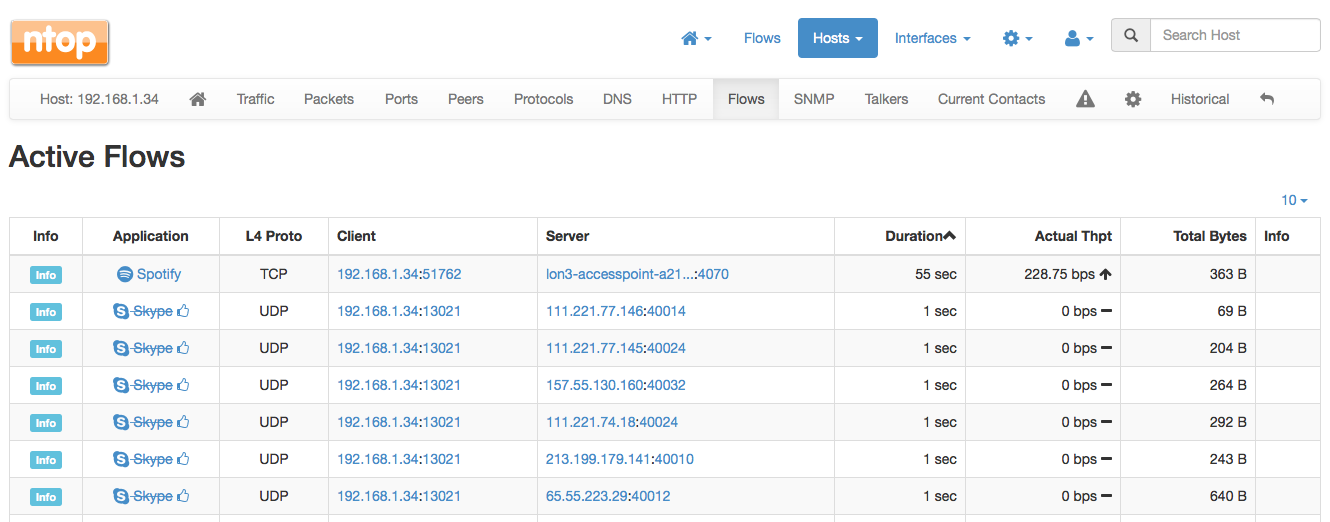 ntop
Flows Hosts Interfaces Search Host
Host: 192.168.1.34 Traffic Packets Ports Peers Protocols DNS HTTP Flows SNMP Talkers Current Contacts Historical
Active Flows
10
Info Application L4 Proto Client Server Duration Actual Thpt Total Bytes Info
Info Spotify TCP 192.168.1.34:51762 lon3-accesspoint-a21...:4070 55 sec 228.75 bps 363 B
Info Skype UDP 192.168.1.34:13021 111.221.77.146:40014 1 sec 0 bps 69 B
Info Skype UDP 192.168.1.34:13021 111.221.77.145:40024 1 sec 0 bps 204 B
Info Skype UDP 192.168.1.34:13021 157.55.130.160:40032 1 sec 0 bps 264 B
Info Skype UDP 192.168.1.34:13021 111.221.74.18:40024 1 sec 0 bps 292 B
Info Skype UDP 192.168.1.34:13021 213.199.179.141:40010 1 sec 0 bps 243 B
Info Skype UDP 192.168.1.34:13021 65.55.223.29:40012 1 sec 0 bps 640 B